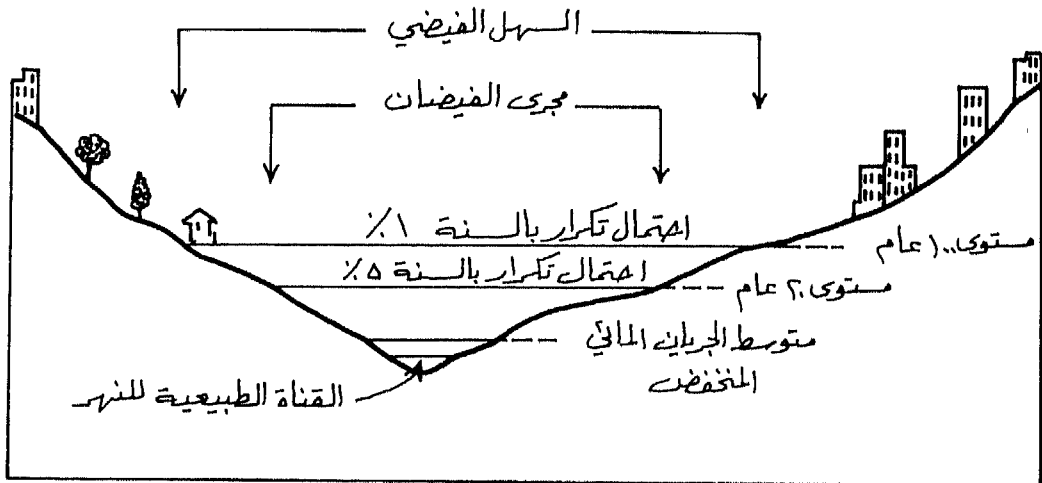 السهل الفيضي
مجرى الفيضان
احتمال تكرار بالسنة ١٪
مستوى ١٠٠ عام
احتمال تكرار بالسنة ٥٪
مستوى ٢٠ عام
متوسط الجريان المائي
المنخفض
القناة الطبيعية للنهر